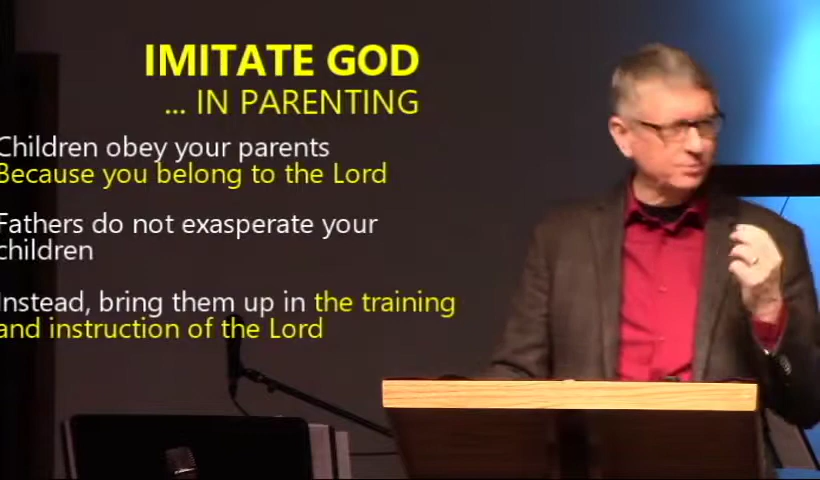 IMITATE GOD
... IN PARENTING
Children obey your parents
Because you belong to the Lord
Fathers do not exasperate your
children
Instead, bring them up in the training
and instruction of the Lord